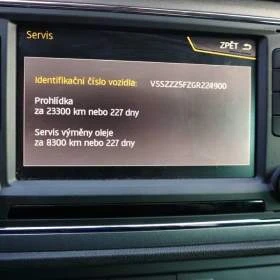 Servis
ZPĚT
Identifikační číslo vozidla: VSSZZZ5FZGR224900
Prohlídka
za 23300 km nebo 227 dny
Servis výměny oleje
za 8300 km nebo 227 dny